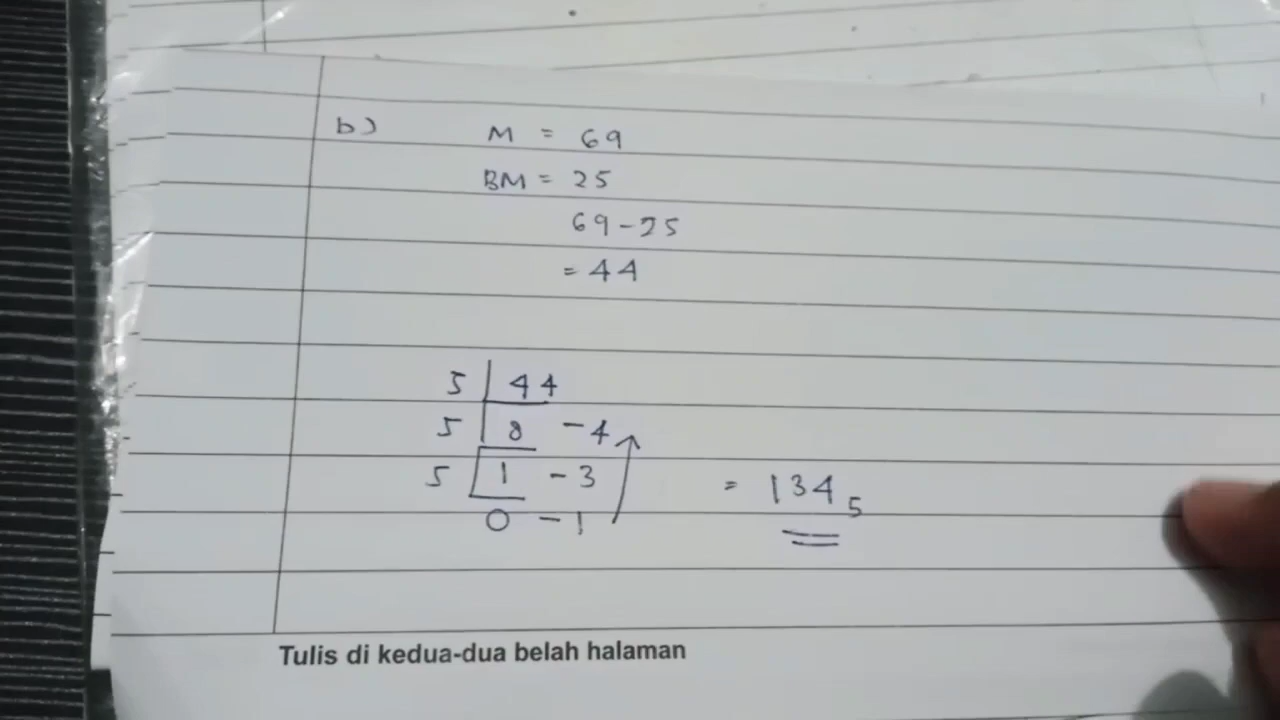 b) M = 69
BM = 25
69 - 25
= 44
5 | 44
5 | 8 - 4
5 | 1 - 3
0 - 1
= 134₅
Tulis di kedua-dua belah halaman